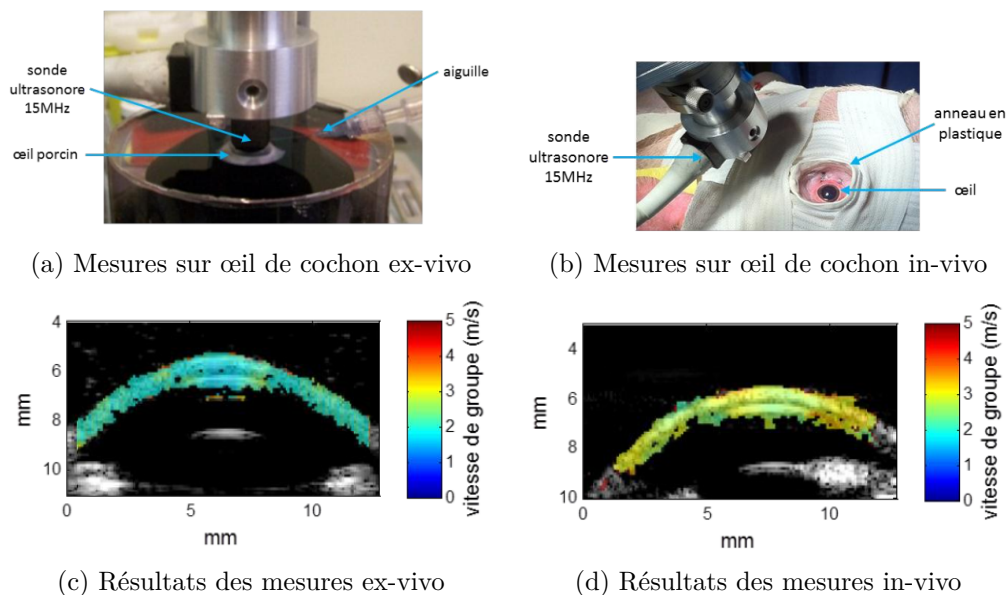 sonde
ultrasonore
15MHz
aiguille
œil porcin
sonde
ultrasonore
15MHz
anneau en
plastique
œil
(a) Mesures sur œil de cochon ex-vivo
(b) Mesures sur œil de cochon in-vivo
4
6
8
10
mm
0
5
10
mm
5
4
3
2
1
0
vitesse de groupe (m/s)
4
6
8
10
mm
0
5
10
mm
5
4
3
2
1
0
vitesse de groupe (m/s)
(c) Résultats des mesures ex-vivo
(d) Résultats des mesures in-vivo